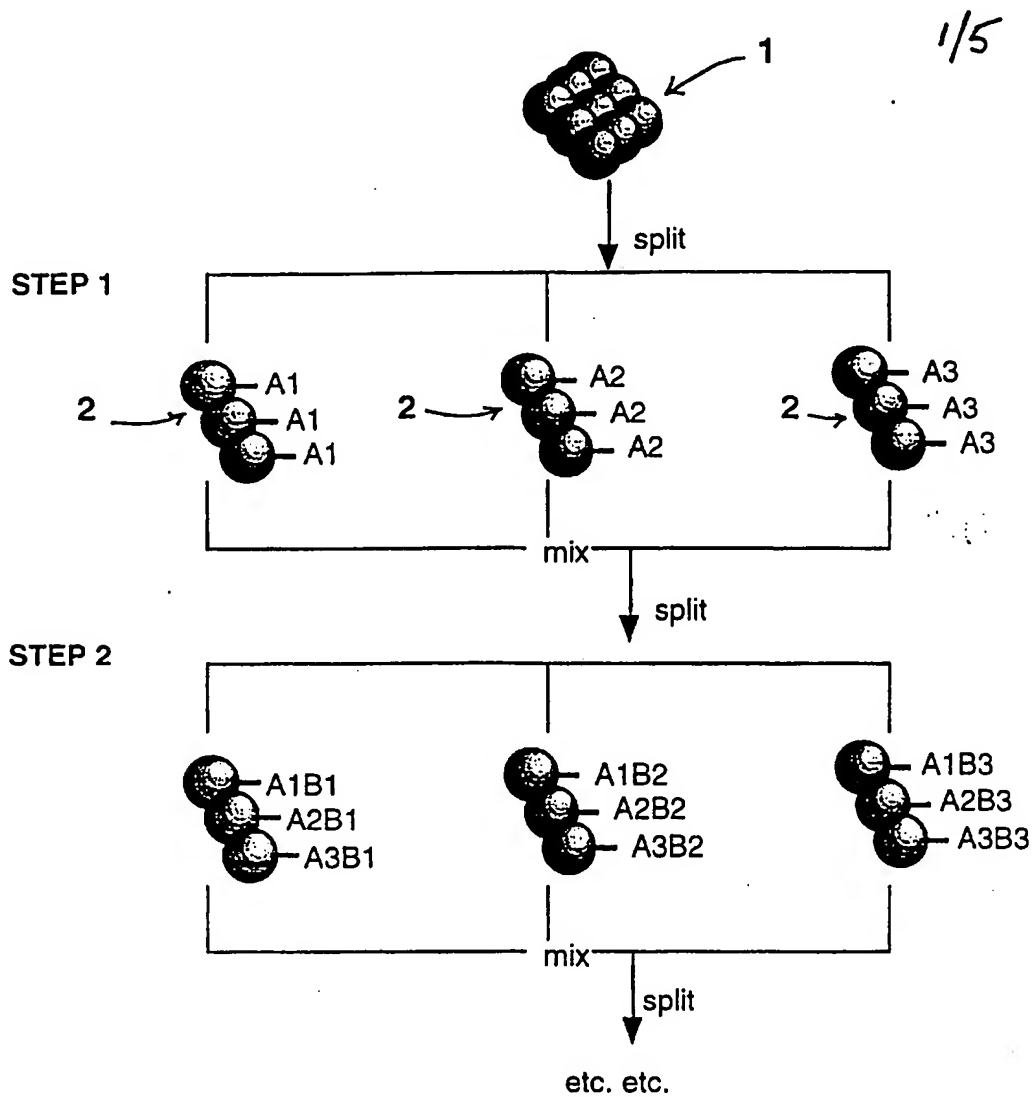 1/5
1
split
STEP 1
2 A1 2 A2 2 A3
A1 A2 A3
A1 A2 A3
mix
split
STEP 2
A1B1 A1B2 A1B3
A2B1 A2B2 A2B3
A3B1 A3B2 A3B3
mix
split
etc. etc.